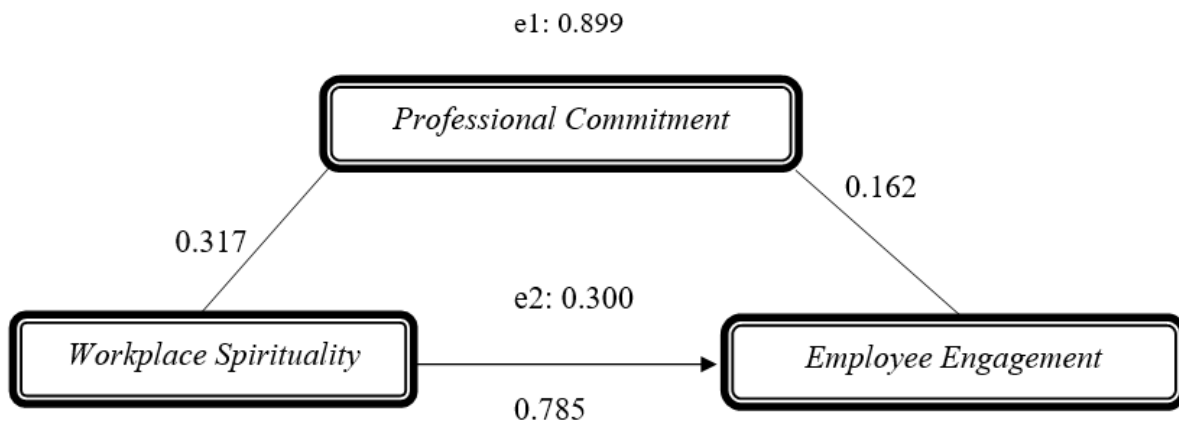 e1: 0.899
Professional Commitment
0.162
0.317
e2: 0.300
Workplace Spirituality
Employee Engagement
0.785